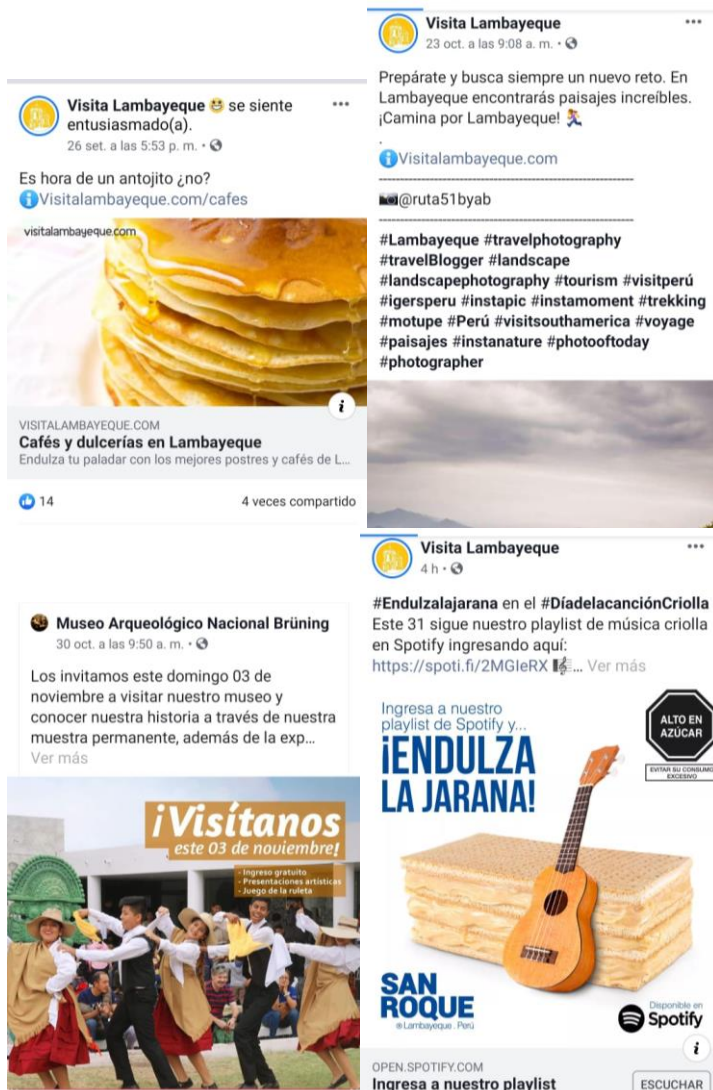 Visita Lambayeque 😃 se siente
entusiasmado(a).
26 set. a las 5:53 p. m. •
Es hora de un antojito ¿no?
ℹ️Visitalambayeque.com/cafes
visitalambayeque.com
i
VISITALAMBAYEQUE.COM
Cafés y dulcerías en Lambayeque
Endulza tu paladar con los mejores postres y cafés de L...
14
4 veces compartido
Visita Lambayeque
23 oct. a las 9:08 a. m. •
Prepárate y busca siempre un nuevo reto. En
Lambayeque encontrarás paisajes increíbles.
¡Camina por Lambayeque! 🏃‍♀️
.
ℹ️Visitalambayeque.com
----------------------------------------------------------------
📷@ruta51byab
----------------------------------------------------------------
#Lambayeque #travelphotography
#travelBlogger #landscape
#landscapephotography #tourism #visitperú
#igersperu #instapic #instamoment #trekking
#motupe #Perú #visitsouthamerica #voyage
#paisajes #instanature #photooftoday
#photographer
Museo Arqueológico Nacional Brüning
30 oct. a las 9:50 a. m. •
Los invitamos este domingo 03 de
noviembre a visitar nuestro museo y
conocer nuestra historia a través de nuestra
muestra permanente, además de la exp...
Ver más
¡Visítanos
este 03 de noviembre!
- Ingreso gratuito
- Presentaciones artísticas
- Juego de la ruleta
Visita Lambayeque
4 h •
#Endulzalajarana en el #DíadelacanciónCriolla
Este 31 sigue nuestro playlist de música criolla
en Spotify ingresando aquí:
https://spoti.fi/2MGIeRX 🎼... Ver más
Ingresa a nuestro
playlist de Spotify y...
¡ENDULZA
LA JARANA!
ALTO EN
AZÚCAR
EVITAR SU CONSUMO
EXCESIVO
SAN
ROQUE
® Lambayeque . Perú
Disponible en
Spotify
i
OPEN.SPOTIFY.COM
Ingresa a nuestro playlist
ESCUCHAR